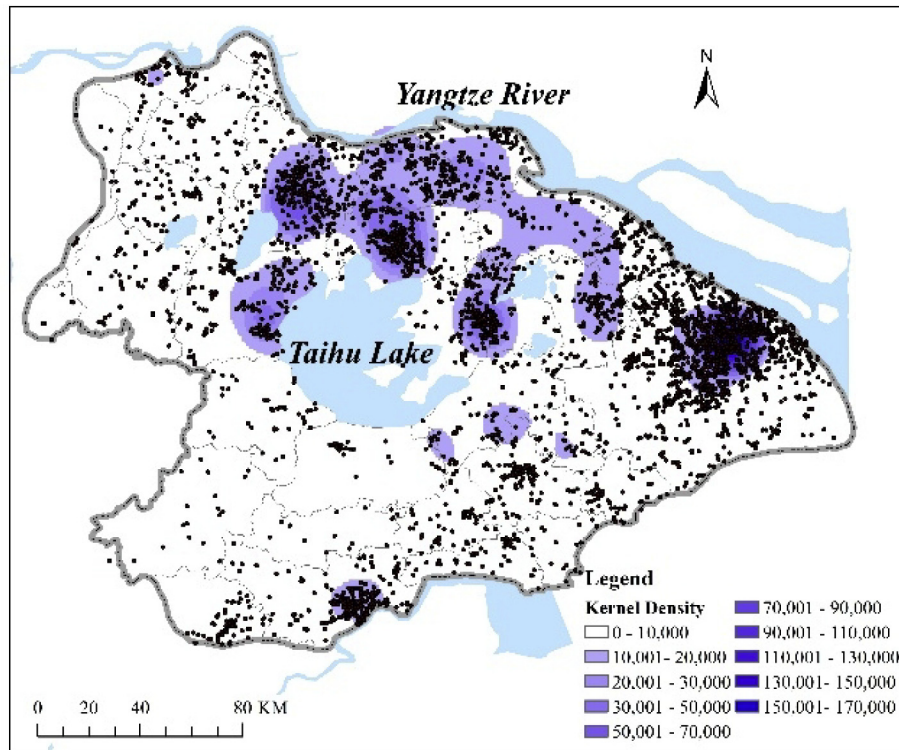 N
Yangtze River
Taihu Lake
Legend
Kernel Density
0 - 10,000
10,001- 20,000
20,001 - 30,000
30,001 - 50,000
50,001 - 70,000
70,001 - 90,000
90,001 - 110,000
110,001 - 130,000
130,001- 150,000
150,001 - 170,000
0 20 40 80 KM